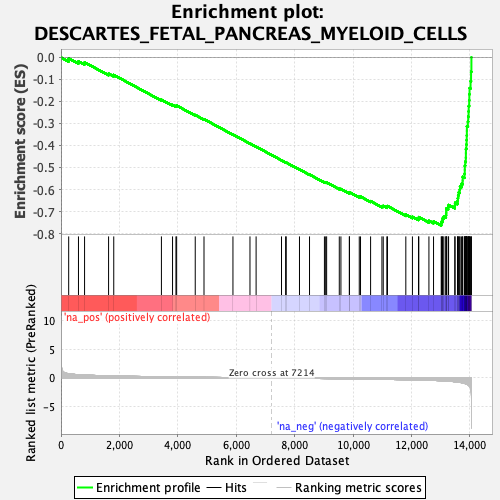 Enrichment plot:
DESCARTES_FETAL_PANCREAS_MYELOID_CELLS
Enrichment score (ES)
0.0
-0.1
-0.2
-0.3
-0.4
-0.5
-0.6
-0.7
-0.8
'na_pos' (positively correlated)
Ranked list metric (PreRanked)
10
5
0
-5
Zero cross at 7214
'na_neg' (negatively correlated)
0
2,000
4,000
6,000
8,000
10,000
12,000
14,000
Rank in Ordered Dataset
Enrichment profile
Hits
Ranking metric scores